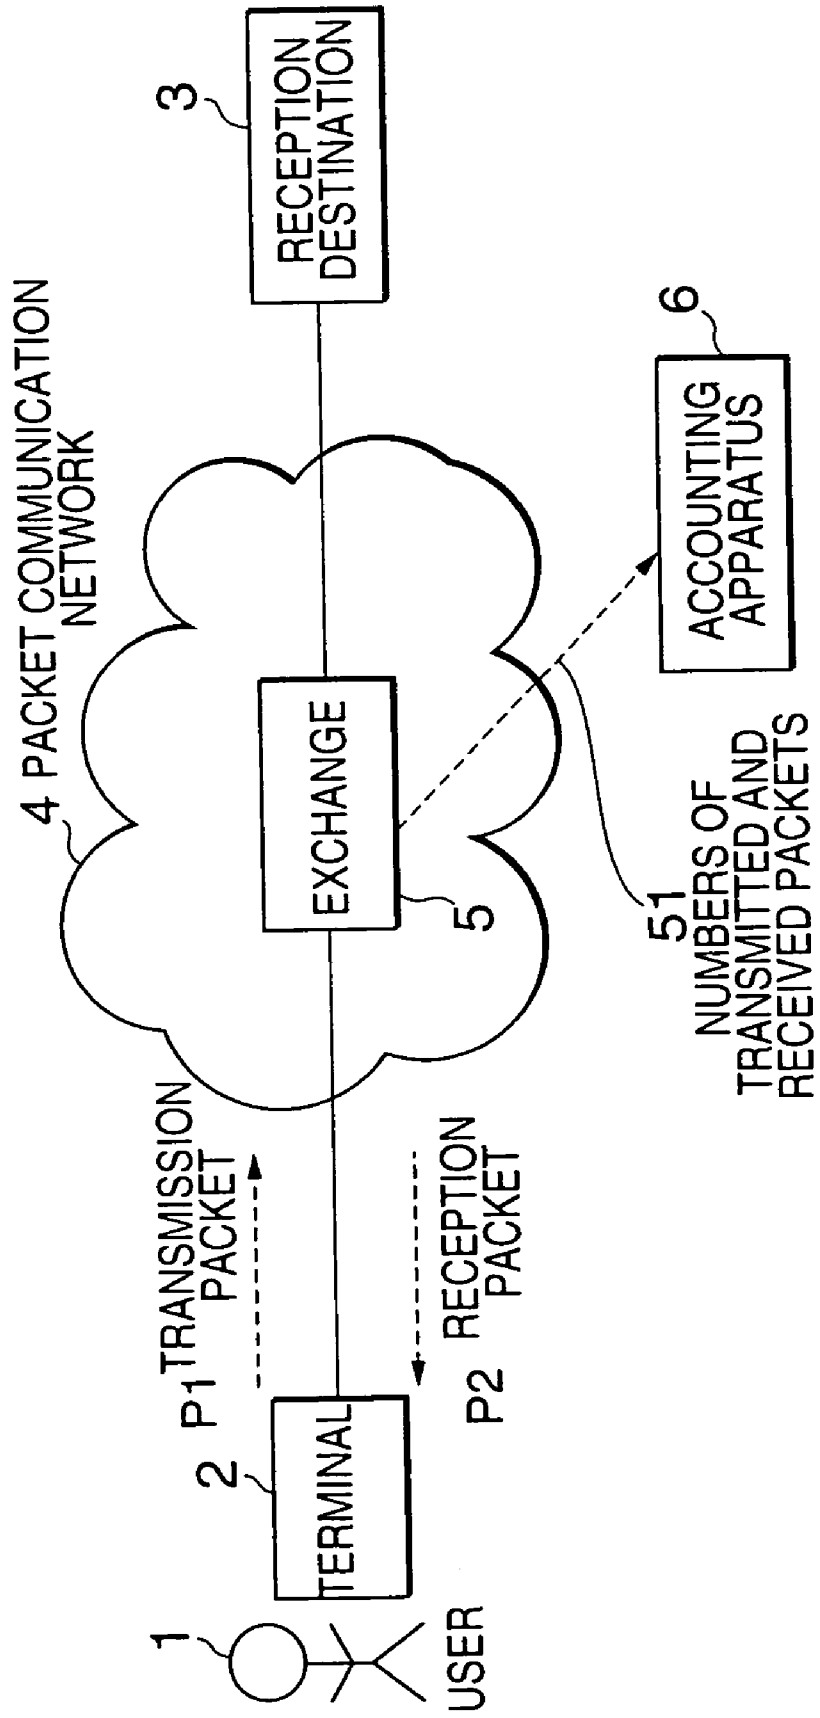 1
USER
2
TERMINAL
P1 TRANSMISSION
PACKET
P2 RECEPTION
PACKET
4 PACKET COMMUNICATION
NETWORK
EXCHANGE
5
3
RECEPTION
DESTINATION
51
NUMBERS OF
TRANSMITTED AND
RECEIVED PACKETS
6
ACCOUNTING
APPARATUS